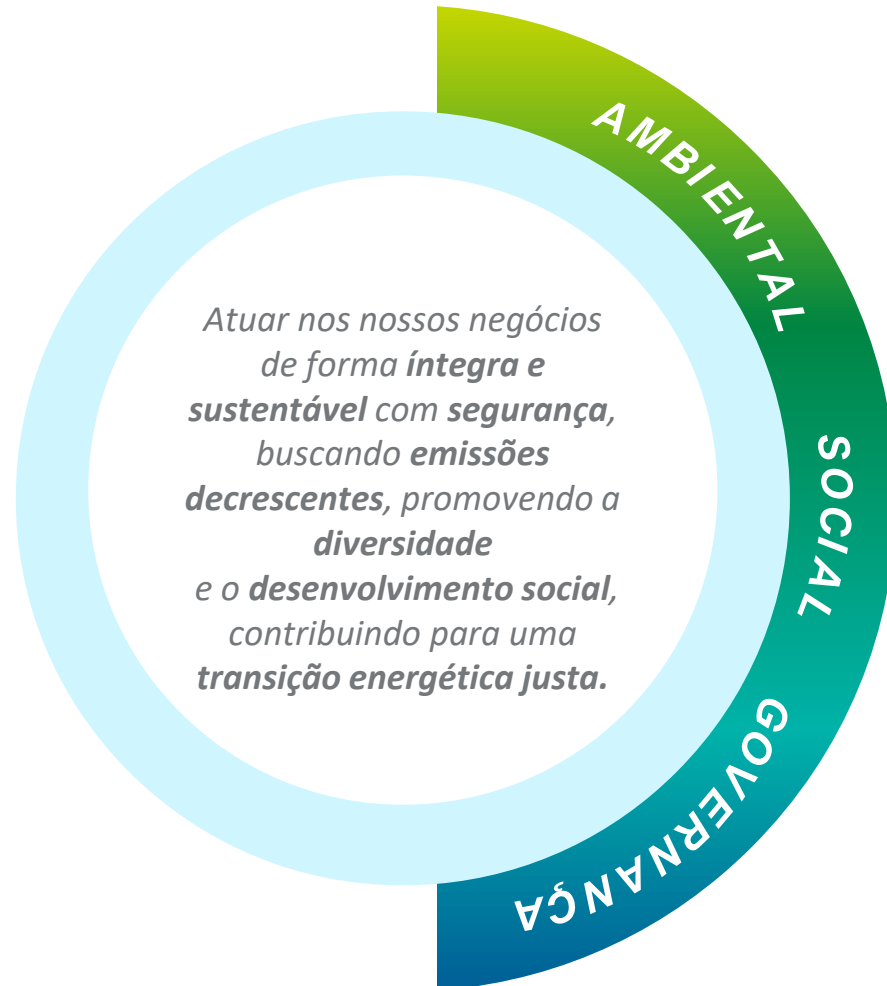 AMBIENTAL
SOCIAL
GOVERNANÇA
Atuar nos nossos negócios
de forma íntegra e
sustentável com segurança,
buscando emissões
decrescentes, promovendo a
diversidade
e o desenvolvimento social,
contribuindo para uma
transição energética justa.